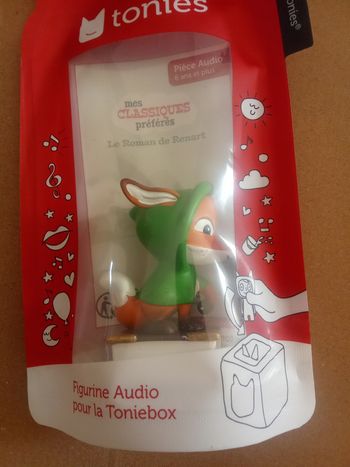 tonies
tonies®
Pièce Audio
6 ans et plus
mes
CLASSIQUES
préférés
Le Roman de Renart
Figurine Audio
pour la Toniebox